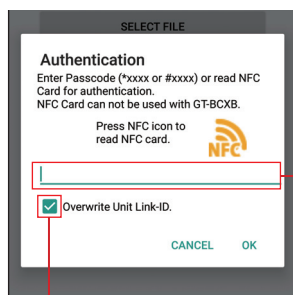 SELECT FILE
Authentication
Enter Passcode (*xxxx or #xxxx) or read NFC
Card for authentication.
NFC Card can not be used with GT-BCXB.
Press NFC icon to
read NFC card.
NFC
Overwrite Unit Link-ID.
CANCEL OK